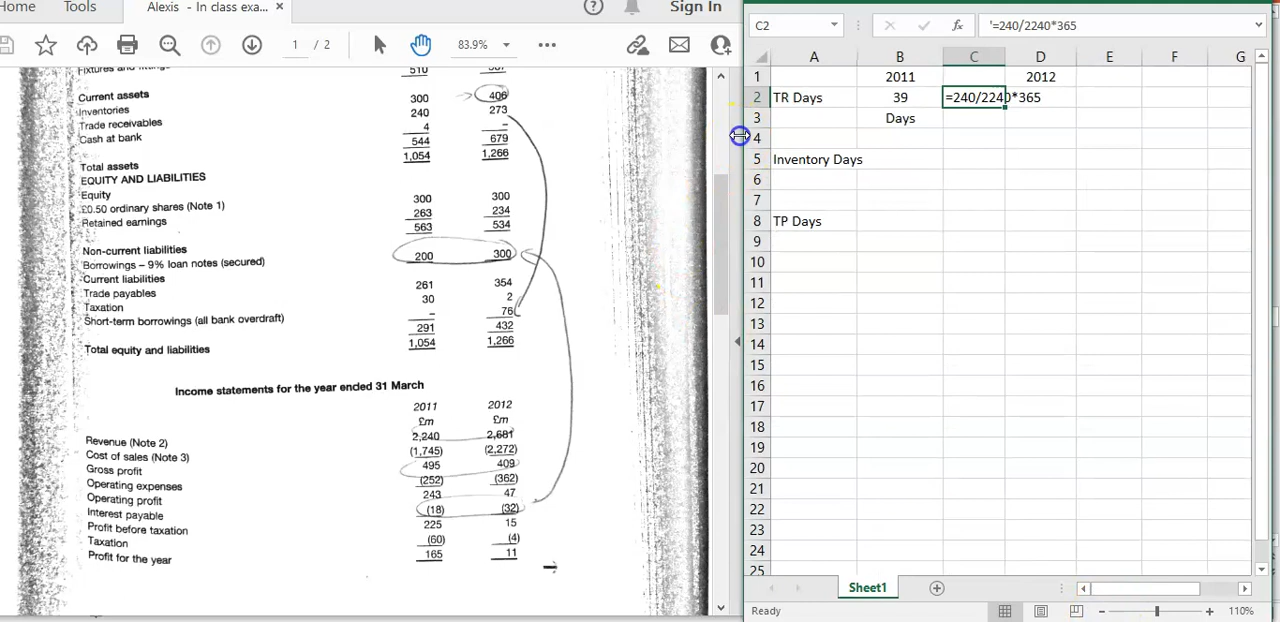 Home Tools Alexis - In class exa... × Sign In
1 / 2 83.9%
Fixtures and fittings
510
Current assets
Inventories 300 406
Trade receivables 240 273
Cash at bank 4 –
544 679
Total assets 1,054 1,266
EQUITY AND LIABILITIES
Equity
£0.50 ordinary shares (Note 1) 300 300
Retained earnings 263 234
563 534
Non-current liabilities
Borrowings – 9% loan notes (secured) 200 300
Current liabilities
Trade payables 261 354
Taxation 30 2
Short-term borrowings (all bank overdraft) – 76
291 432
Total equity and liabilities 1,054 1,266
Income statements for the year ended 31 March
2011 2012
£m £m
Revenue (Note 2) 2,240 2,681
Cost of sales (Note 3) (1,745) (2,272)
Gross profit 495 409
Operating expenses (252) (362)
Operating profit 243 47
Interest payable (18) (32)
Profit before taxation 225 15
Taxation (60) (4)
Profit for the year 165 11
C2 fx '=240/2240*365
A B C D E F G
1 2011 2012
2 TR Days 39 =240/2240*365
3 Days
4
5 Inventory Days
6
7
8 TP Days
9
10
11
12
13
14
15
16
17
18
19
20
21
22
23
24
25
Sheet1
Ready 110%